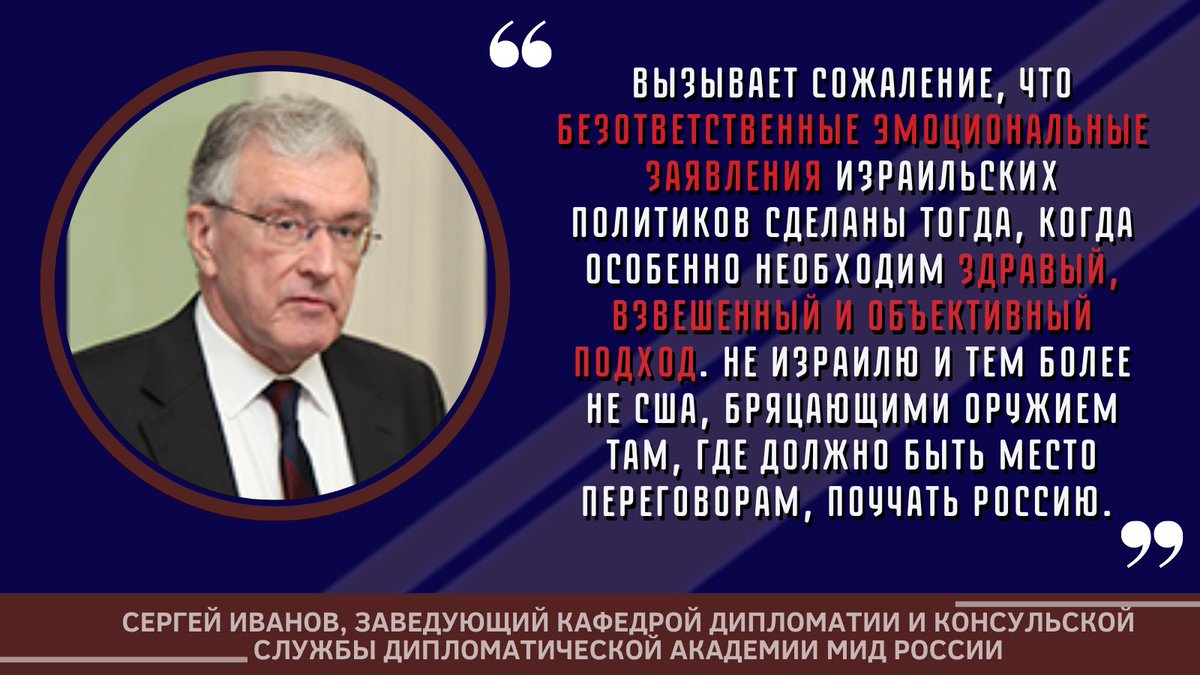 “
ВЫЗЫВАЕТ СОЖАЛЕНИЕ, ЧТО
БЕЗОТВЕТСТВЕННЫЕ ЭМОЦИОНАЛЬНЫЕ
ЗАЯВЛЕНИЯ ИЗРАИЛЬСКИХ
ПОЛИТИКОВ СДЕЛАНЫ ТОГДА, КОГДА
ОСОБЕННО НЕОБХОДИМ ЗДРАВЫЙ,
ВЗВЕШЕННЫЙ И ОБЪЕКТИВНЫЙ
ПОДХОД. НЕ ИЗРАИЛЮ И ТЕМ БОЛЕЕ
НЕ США, БРЯЦАЮЩИМИ ОРУЖИЕМ
ТАМ, ГДЕ ДОЛЖНО БЫТЬ МЕСТО
ПЕРЕГОВОРАМ, ПОУЧАТЬ РОССИЮ.
”
СЕРГЕЙ ИВАНОВ, ЗАВЕДУЮЩИЙ КАФЕДРОЙ ДИПЛОМАТИИ И КОНСУЛЬСКОЙ
СЛУЖБЫ ДИПЛОМАТИЧЕСКОЙ АКАДЕМИИ МИД РОССИИ